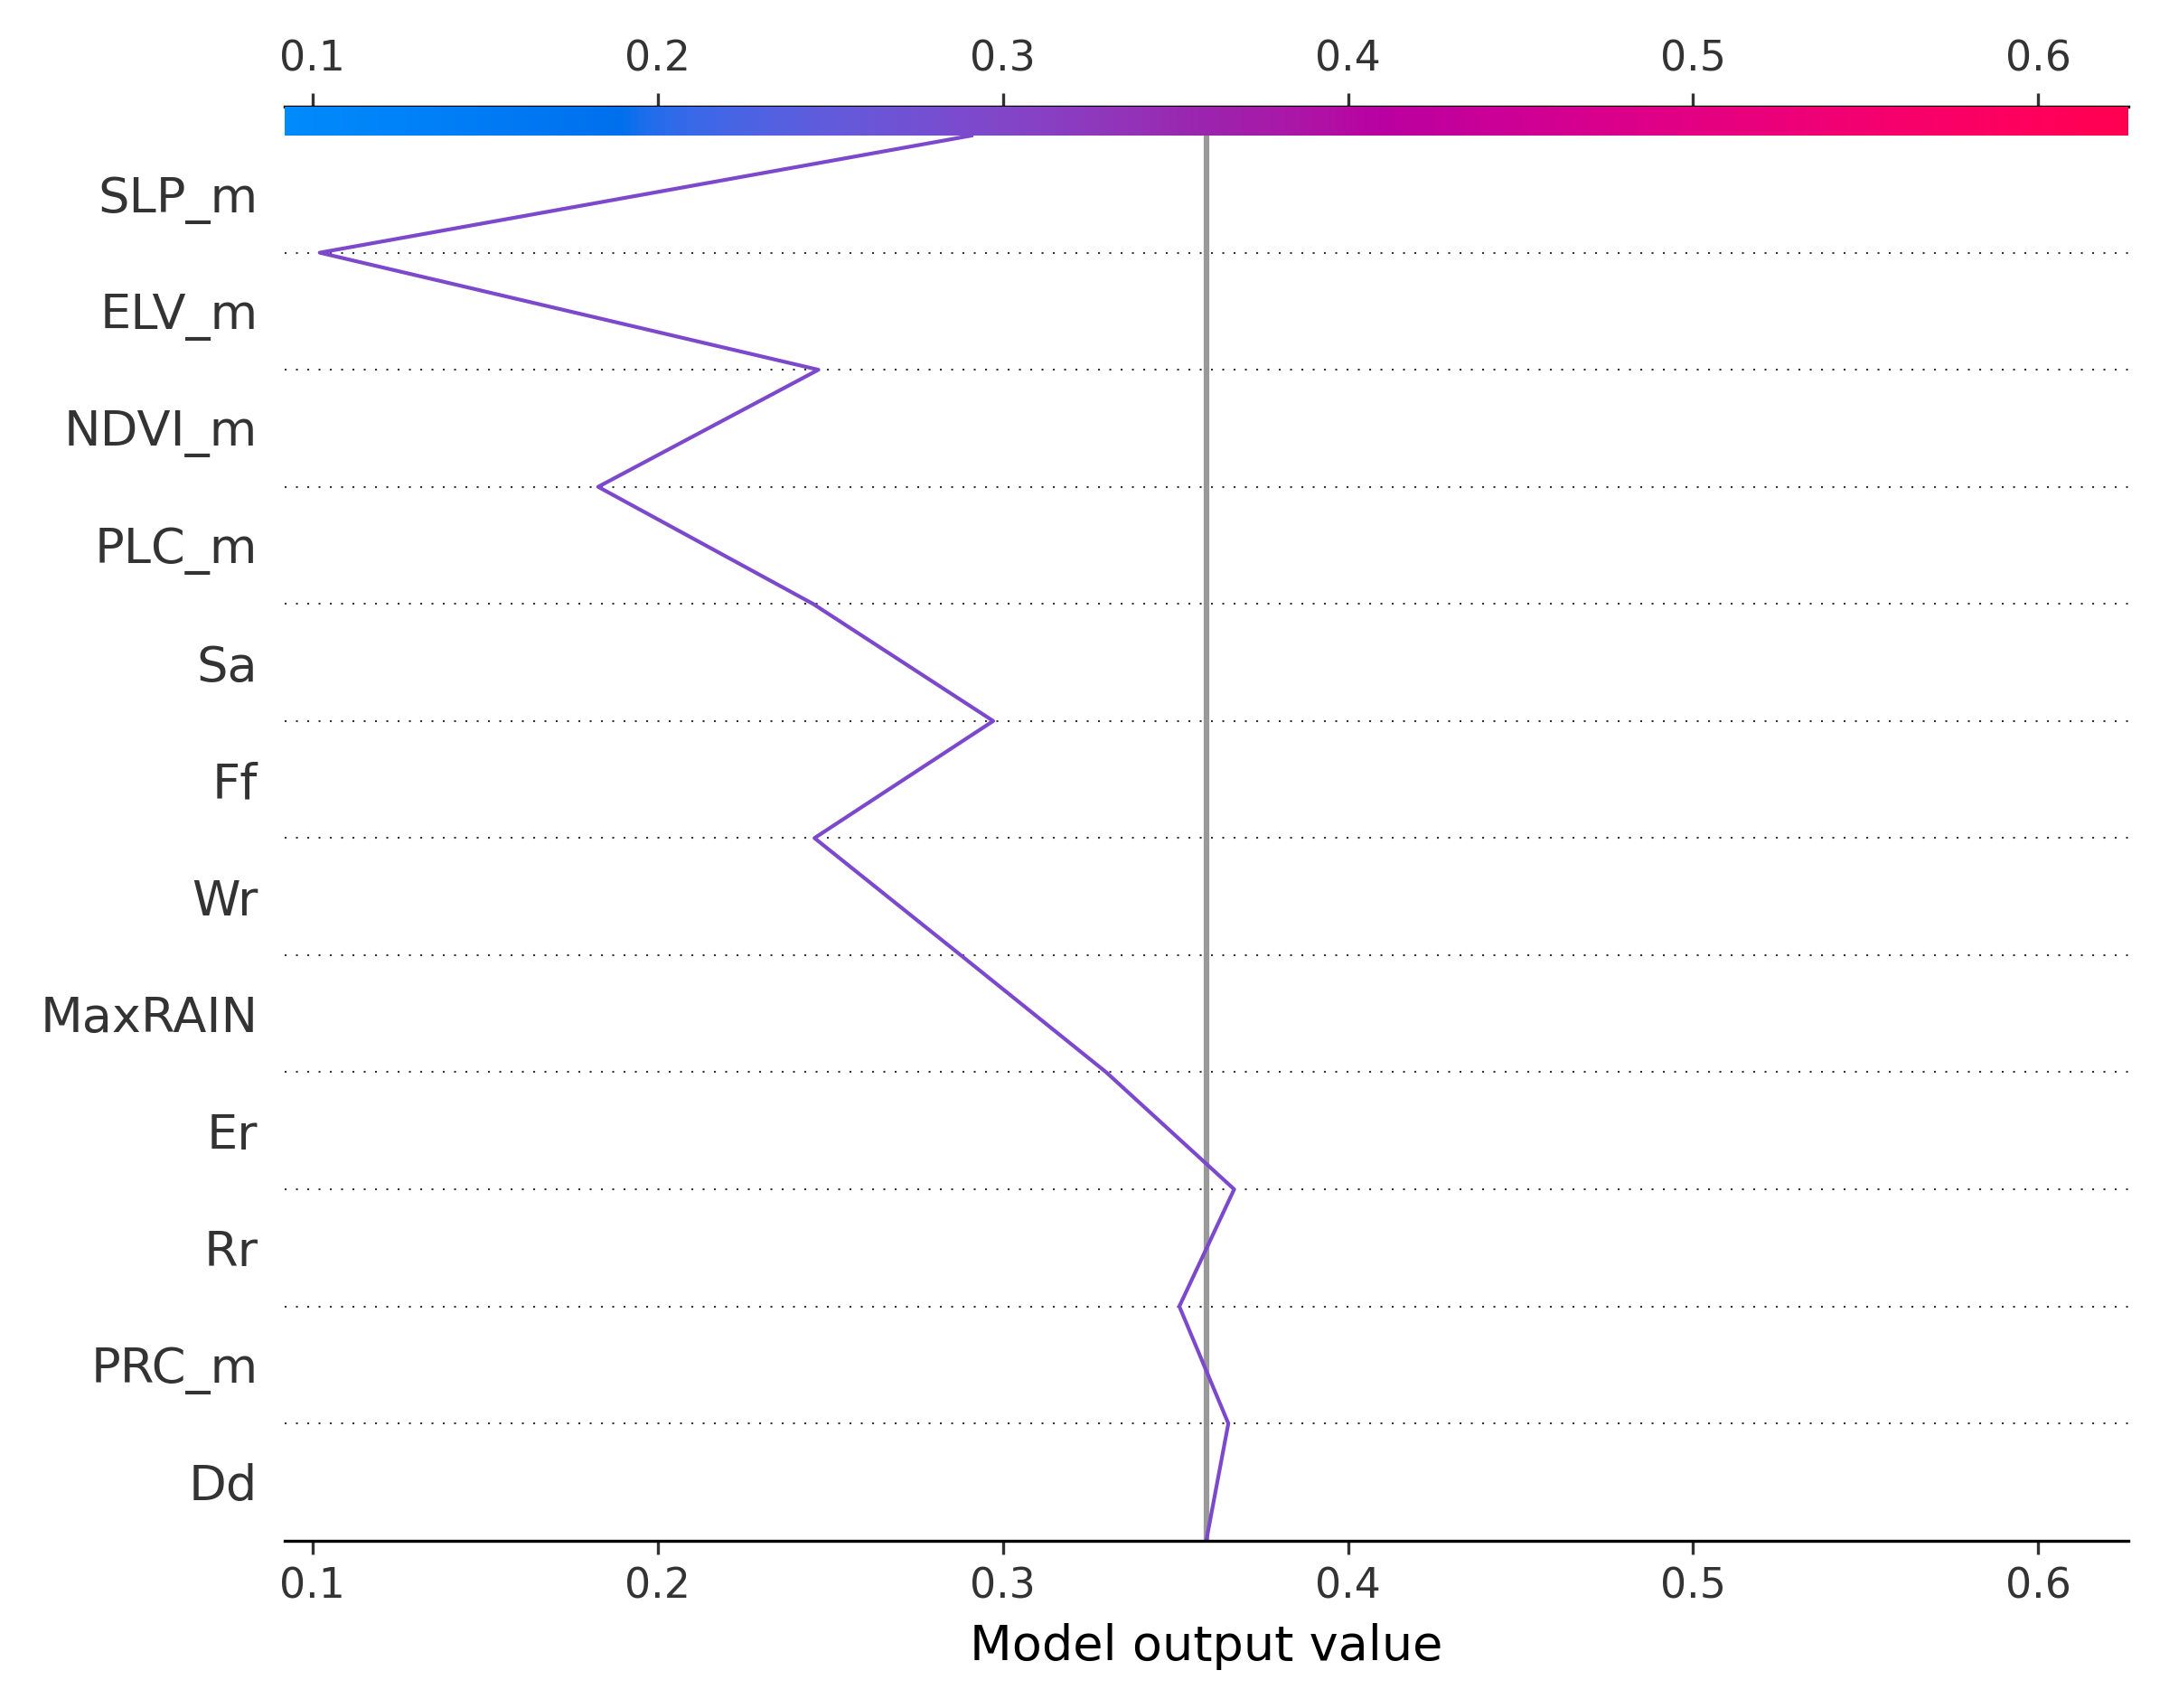 0.1 0.2 0.3 0.4 0.5 0.6
SLP_m
ELV_m
NDVI_m
PLC_m
Sa
Ff
Wr
MaxRAIN
Er
Rr
PRC_m
Dd
0.1 0.2 0.3 0.4 0.5 0.6
Model output value